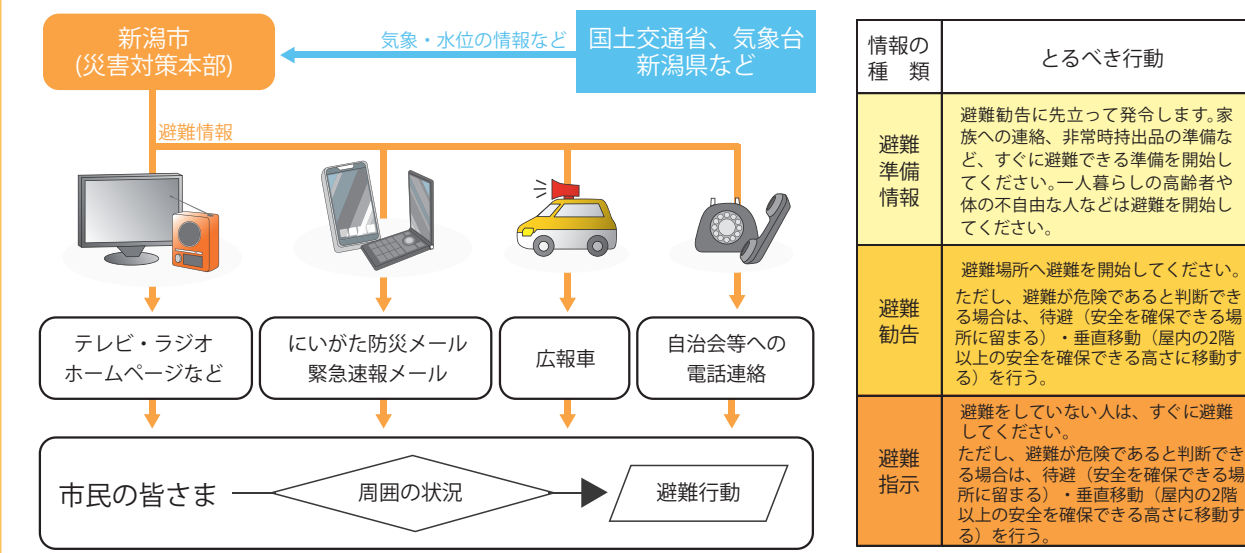 新潟市
(災害対策本部)
気象・水位の情報など
国土交通省、気象台
新潟県など
避難情報
テレビ・ラジオ
ホームページなど
にいがた防災メール
緊急速報メール
広報車
自治会等への
電話連絡
市民の皆さま
周囲の状況
避難行動
情報の
種　類
とるべき行動
避難
準備
情報
避難勧告に先立って発令します。家
族への連絡、非常時持出品の準備な
ど、すぐに避難できる準備を開始し
てください。一人暮らしの高齢者や
体の不自由な人などは避難を開始し
てください。
避難
勧告
避難場所へ避難を開始してください。
ただし、避難が危険であると判断でき
る場合は、待避（安全を確保できる場
所に留まる）・垂直移動（屋内の2階
以上の安全を確保できる高さに移動す
る）を行う。
避難
指示
避難をしていない人は、すぐに避難
してください。
ただし、避難が危険であると判断でき
る場合は、待避（安全を確保できる場
所に留まる）・垂直移動（屋内の2階
以上の安全を確保できる高さに移動す
る）を行う。